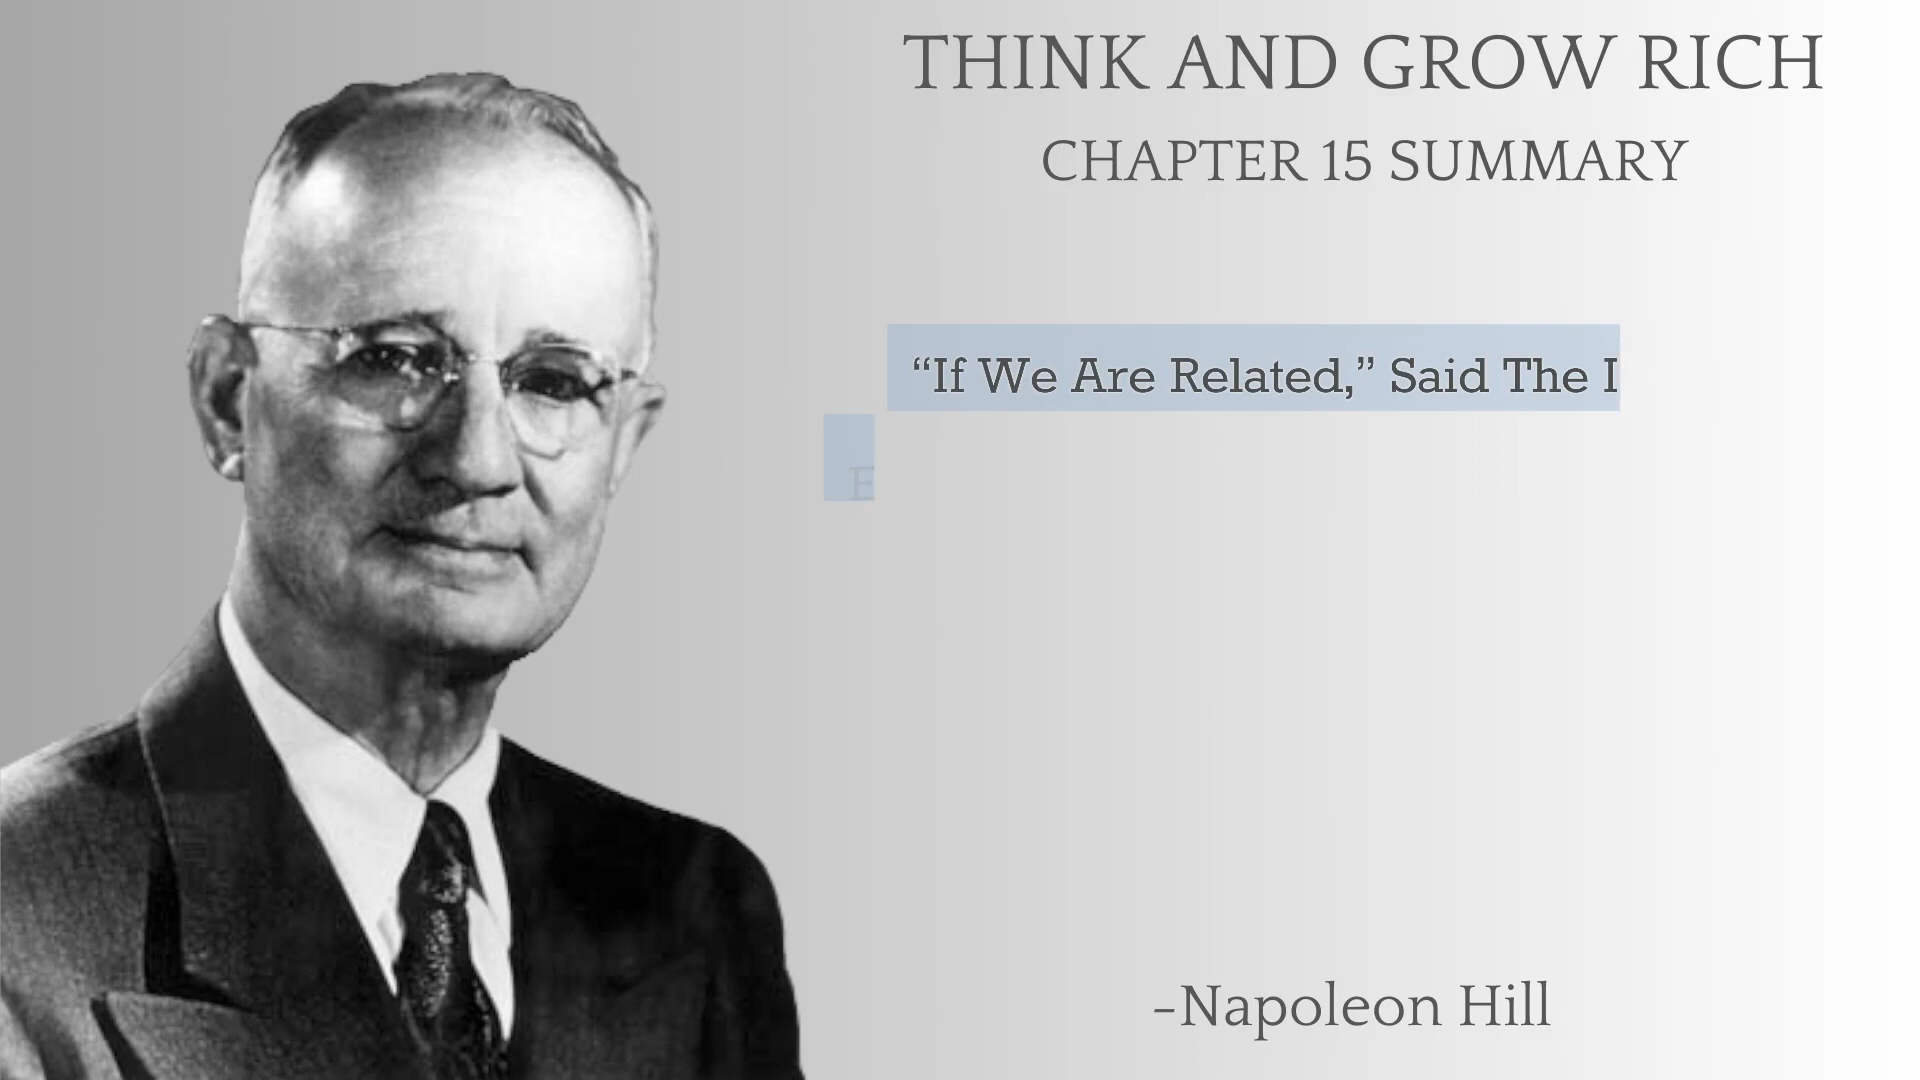 THINK AND GROW RICH
CHAPTER 15 SUMMARY
“If We Are Related,” Said The I
E
-Napoleon Hill